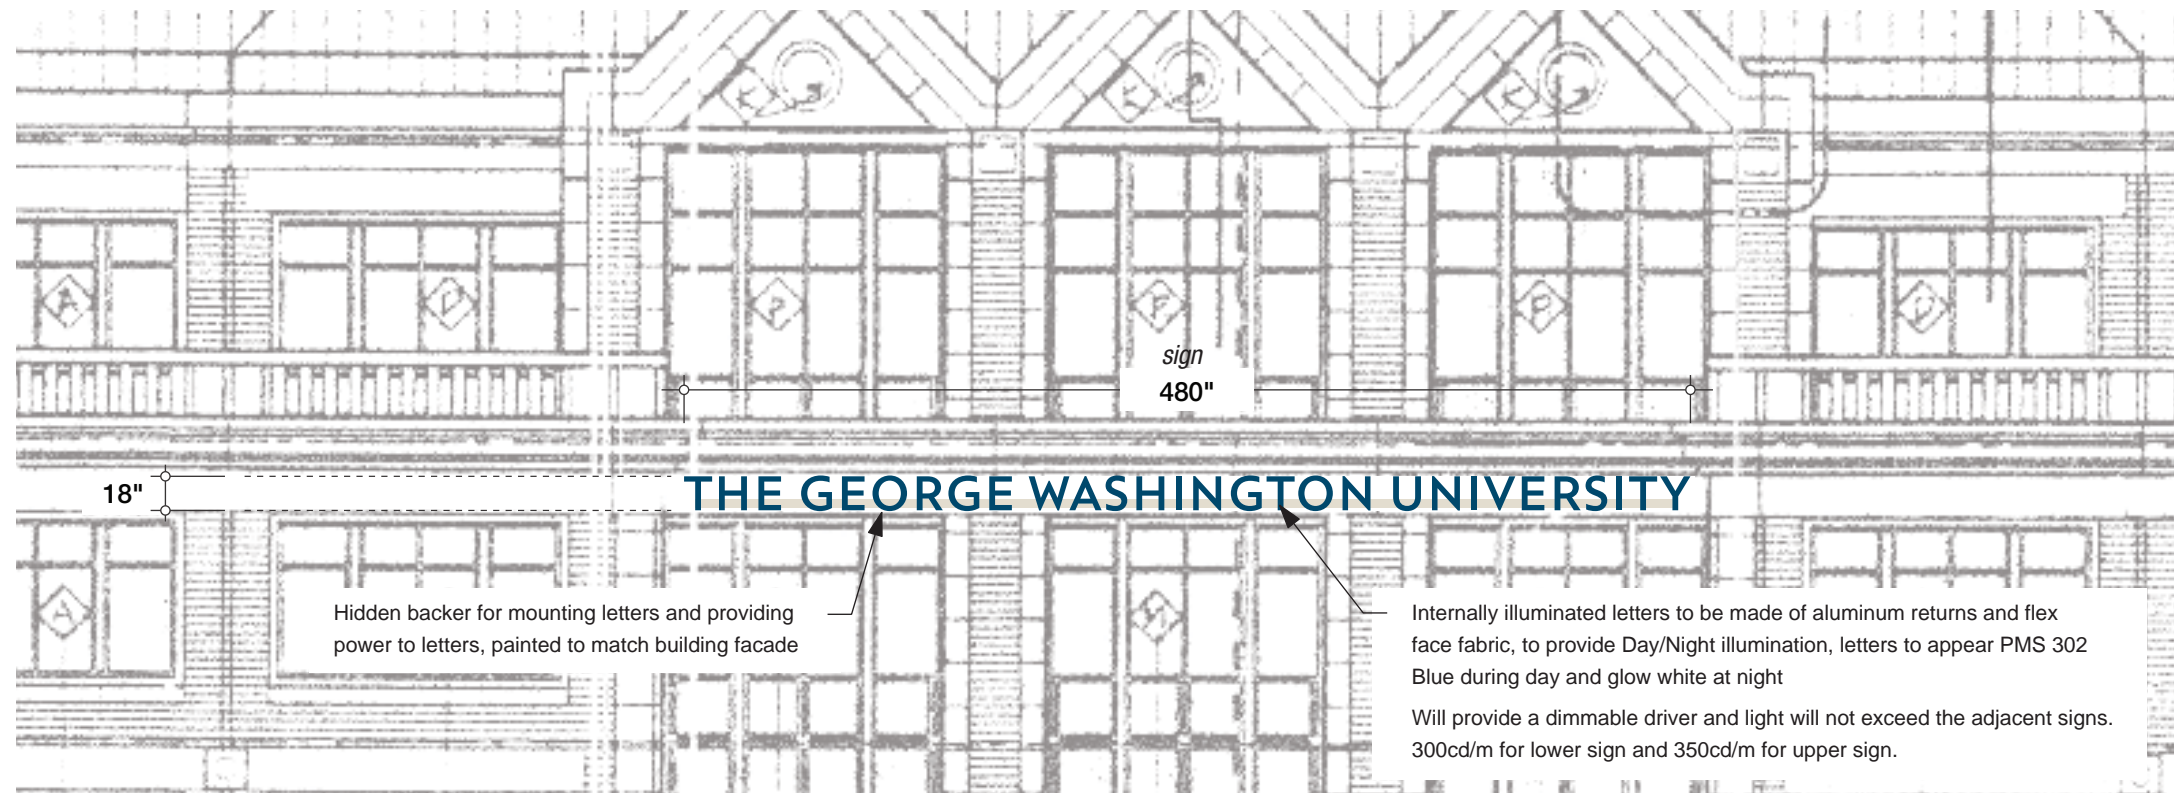 K
K
K
A
D
P
P
P
D
sign
480"
18"
THE GEORGE WASHINGTON UNIVERSITY
A
Hidden backer for mounting letters and providing
power to letters, painted to match building facade
Internally illuminated letters to be made of aluminum returns and flex
face fabric, to provide Day/Night illumination, letters to appear PMS 302
Blue during day and glow white at night
Will provide a dimmable driver and light will not exceed the adjacent signs.
300cd/m for lower sign and 350cd/m for upper sign.